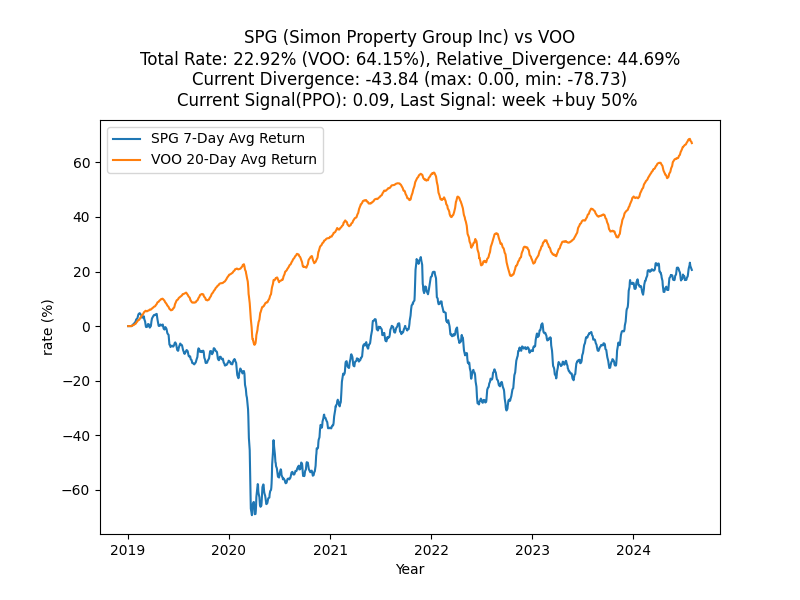 SPG (Simon Property Group Inc) vs VOO
Total Rate: 22.92% (VOO: 64.15%), Relative_Divergence: 44.69%
Current Divergence: -43.84 (max: 0.00, min: -78.73)
Current Signal(PPO): 0.09, Last Signal: week +buy 50%
SPG 7-Day Avg Return
VOO 20-Day Avg Return
rate (%)
60
40
20
0
−20
−40
−60
2019 2020 2021 2022 2023 2024
Year